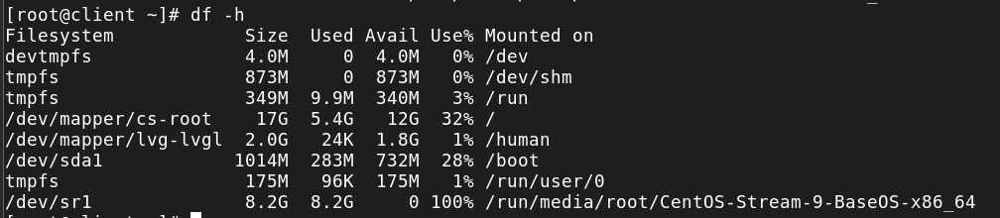 [root@client ~]# df -h
Filesystem Size Used Avail Use% Mounted on
devtmpfs 4.0M 0 4.0M 0% /dev
tmpfs 873M 0 873M 0% /dev/shm
tmpfs 349M 9.9M 340M 3% /run
/dev/mapper/cs-root 17G 5.4G 12G 32% /
/dev/mapper/lvg-lvgl 2.0G 24K 1.8G 1% /human
/dev/sda1 1014M 283M 732M 28% /boot
tmpfs 175M 96K 175M 1% /run/user/0
/dev/sr1 8.2G 8.2G 0 100% /run/media/root/CentOS-Stream-9-BaseOS-x86_64